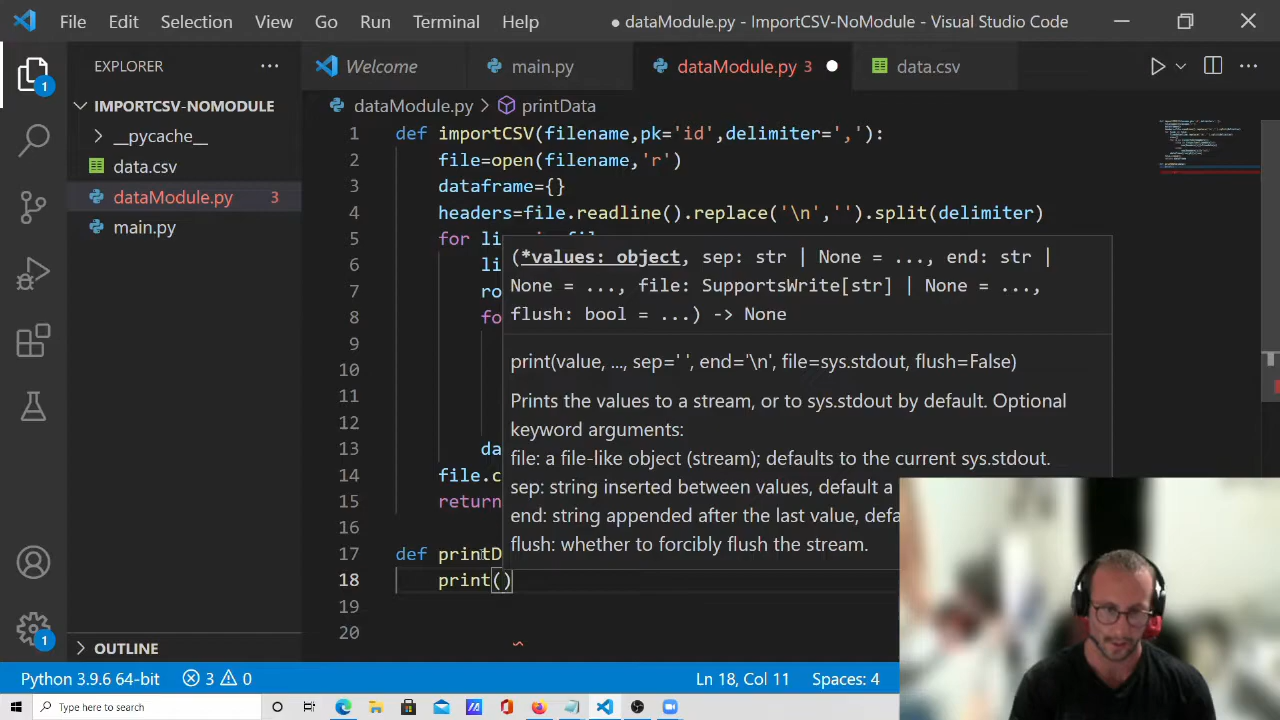 File Edit Selection View Go Run Terminal Help ● dataModule.py - ImportCSV-NoModule - Visual Studio Code
EXPLORER ···
Welcome main.py dataModule.py 3 data.csv
IMPORTCSV-NOMODULE
dataModule.py > printData
__pycache__
data.csv
dataModule.py 3
main.py
1 def importCSV(filename,pk='id',delimiter=','):
2 file=open(filename,'r')
3 dataframe={}
4 headers=file.readline().replace('\n','').split(delimiter)
5 for
6
7
8
9
10
11
12
13
14
15 return
16
17 def
18 print()
19
20
(*values: object, sep: str | None = ..., end: str |
None = ..., file: SupportsWrite[str] | None = ...,
flush: bool = ...) -> None
print(value, ..., sep=' ', end='\n', file=sys.stdout, flush=False)
Prints the values to a stream, or to sys.stdout by default. Optional
keyword arguments:
file: a file-like object (stream); defaults to the current sys.stdout.
sep: string inserted between values, default a
end: string appended after the last value,
flush: whether to forcibly flush the stream.
OUTLINE
Python 3.9.6 64-bit 3 0 Ln 18, Col 11 Spaces: 4
Type here to search
1
1